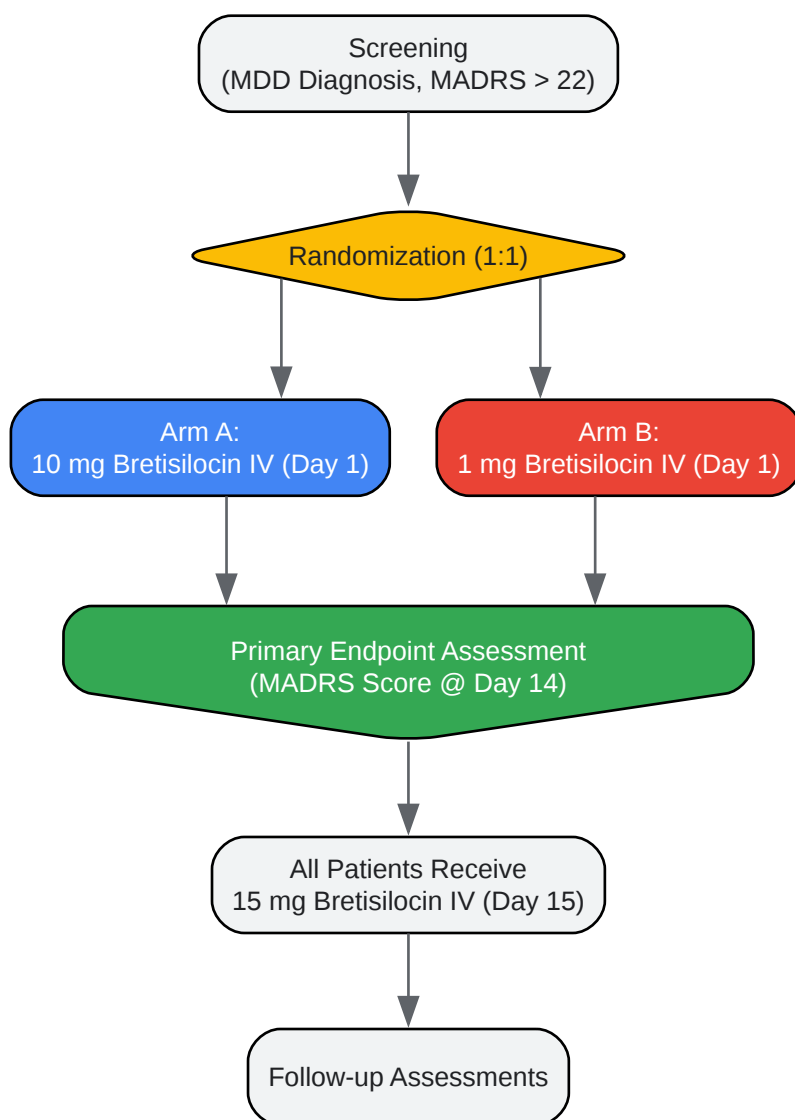 Screening
(MDD Diagnosis, MADRS > 22)
Randomization (1:1)
Arm A:
10 mg Bretisilocin IV (Day 1)
Arm B:
1 mg Bretisilocin IV (Day 1)
Primary Endpoint Assessment
(MADRS Score @ Day 14)
All Patients Receive
15 mg Bretisilocin IV (Day 15)
Follow-up Assessments